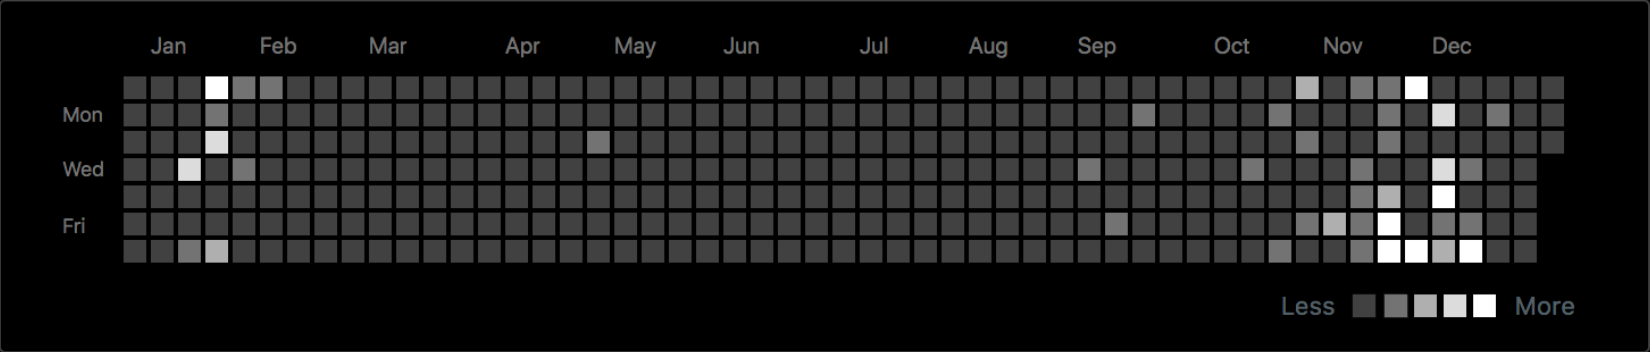 Jan Feb Mar Apr May Jun Jul Aug Sep Oct Nov Dec
Mon
Wed
Fri
Less More